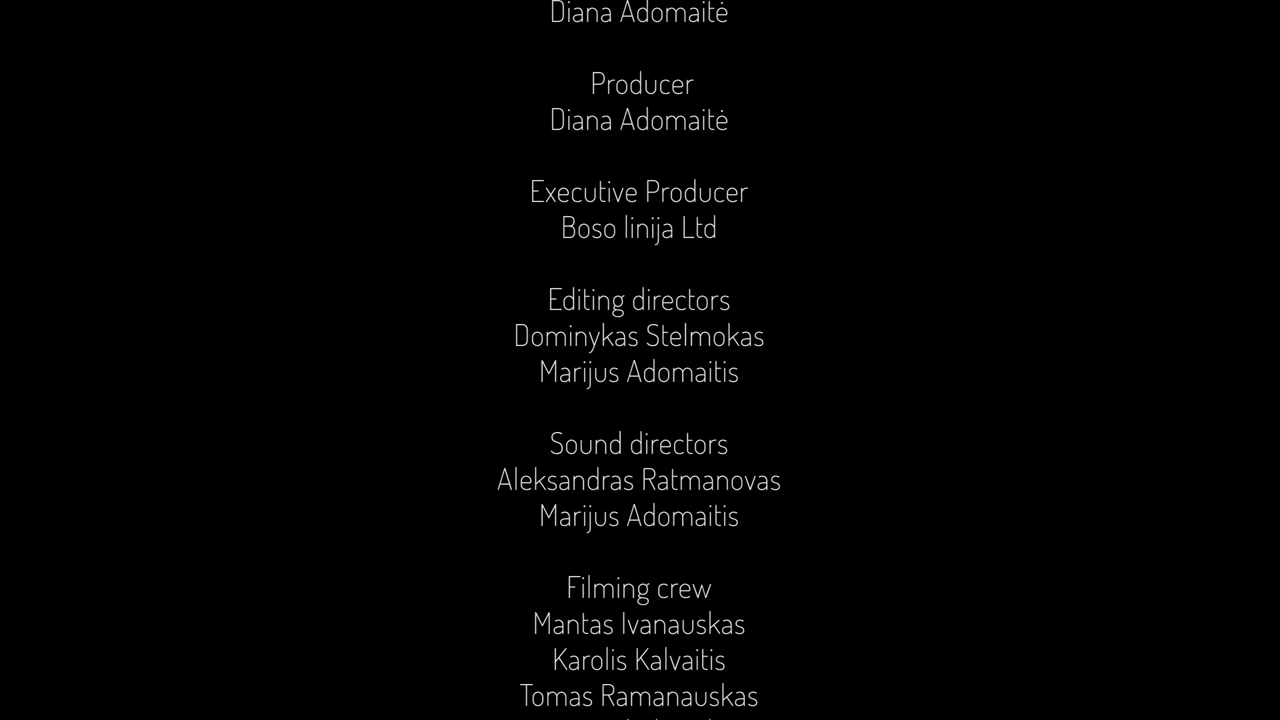 Diana Adomaitė
Producer
Diana Adomaitė
Executive Producer
Boso linija Ltd
Editing directors
Dominykas Stelmokas
Marijus Adomaitis
Sound directors
Aleksandras Ratmanovas
Marijus Adomaitis
Filming crew
Mantas Ivanauskas
Karolis Kalvaitis
Tomas Ramanauskas